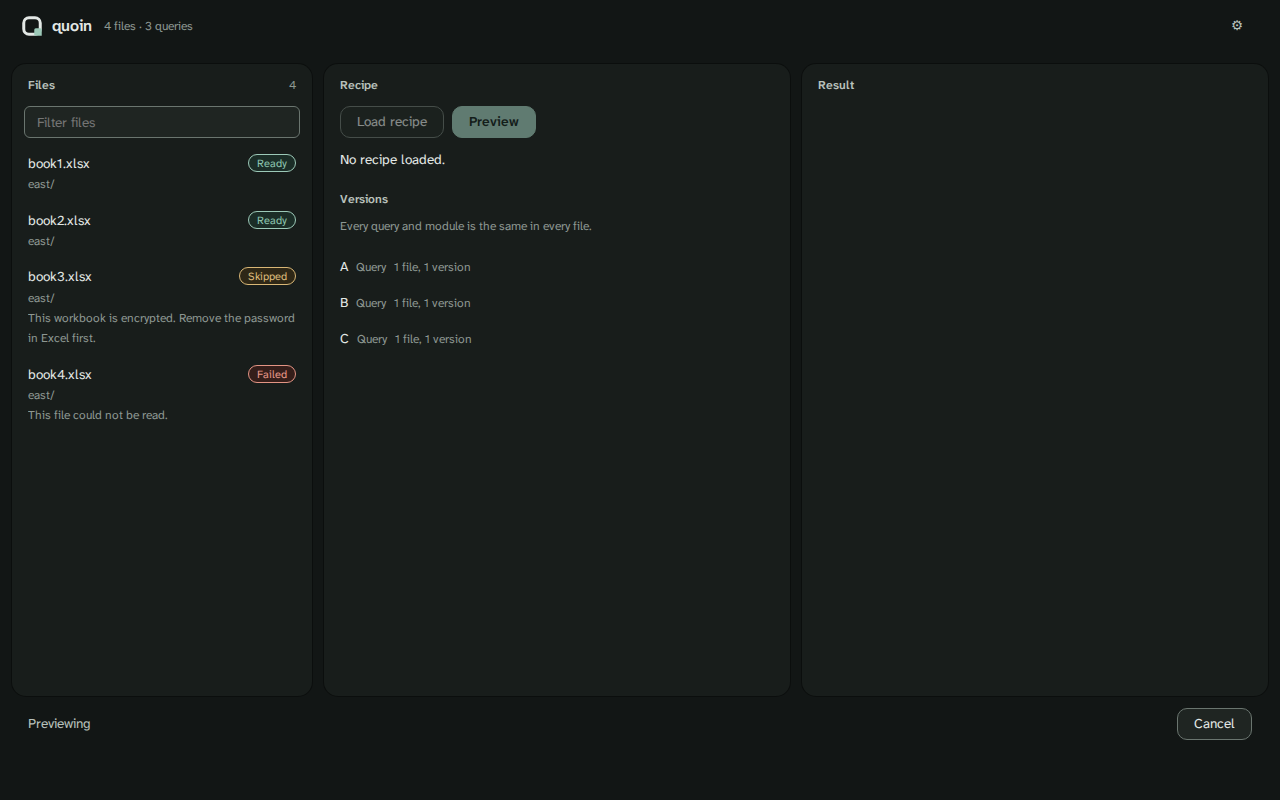 quoin 4 files · 3 queries
Files 4
Filter files
book1.xlsx Ready
east/
book2.xlsx Ready
east/
book3.xlsx Skipped
east/
This workbook is encrypted. Remove the password
in Excel first.
book4.xlsx Failed
east/
This file could not be read.
Recipe
Load recipe Preview
No recipe loaded.
Versions
Every query and module is the same in every file.
A Query 1 file, 1 version
B Query 1 file, 1 version
C Query 1 file, 1 version
Result
Previewing Cancel